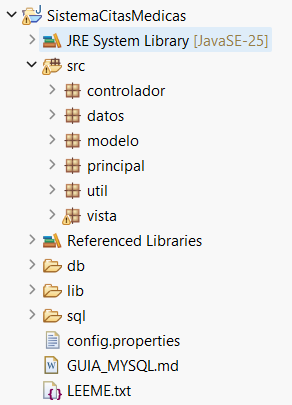 SistemaCitasMedicas
JRE System Library [JavaSE-25]
src
controlador
datos
modelo
principal
util
vista
Referenced Libraries
db
lib
sql
config.properties
GUIA_MYSQL.md
LEEME.txt